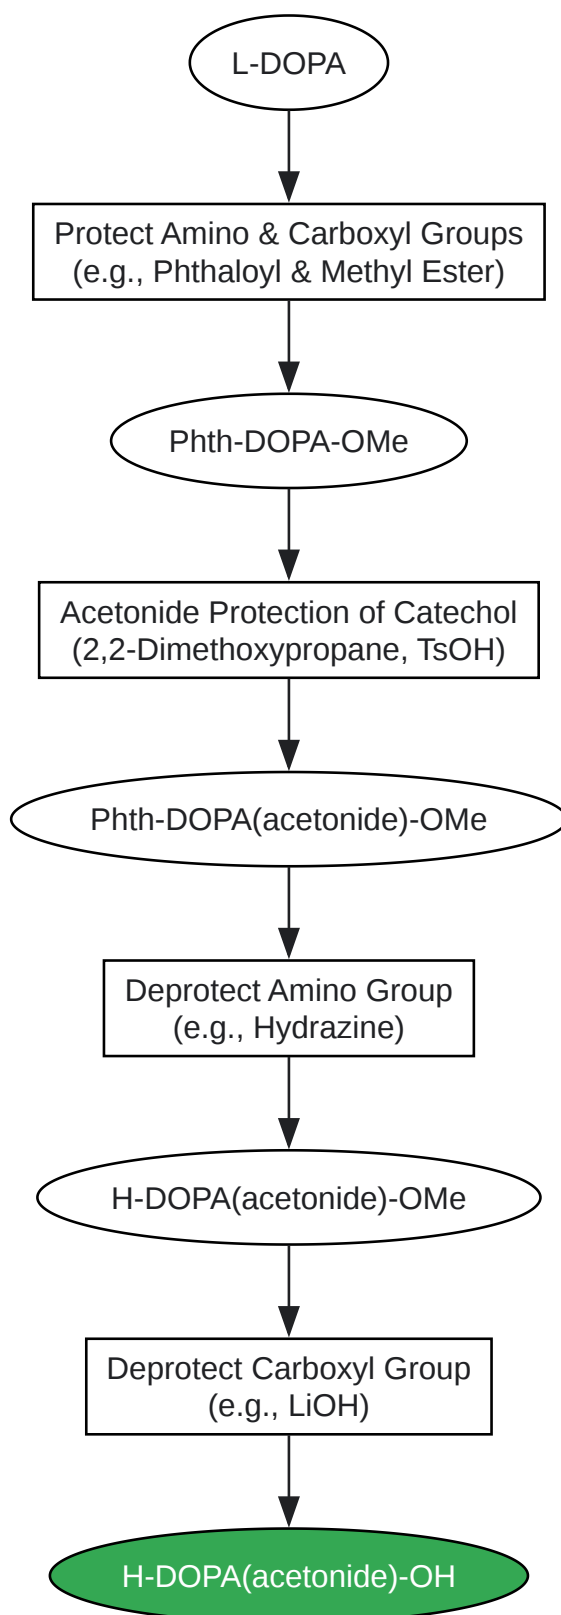 L-DOPA
Protect Amino & Carboxyl Groups
(e.g., Phthaloyl & Methyl Ester)
Phth-DOPA-OMe
Acetonide Protection of Catechol
(2,2-Dimethoxypropane, TsOH)
Phth-DOPA(acetonide)-OMe
Deprotect Amino Group
(e.g., Hydrazine)
H-DOPA(acetonide)-OMe
Deprotect Carboxyl Group
(e.g., LiOH)
H-DOPA(acetonide)-OH